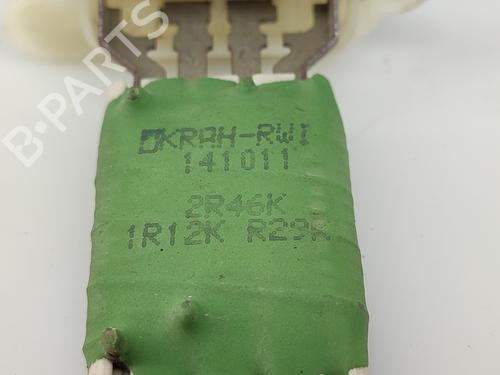 KRAH-RWI
141011
2R46K
1R12K R29K
B-PARTS